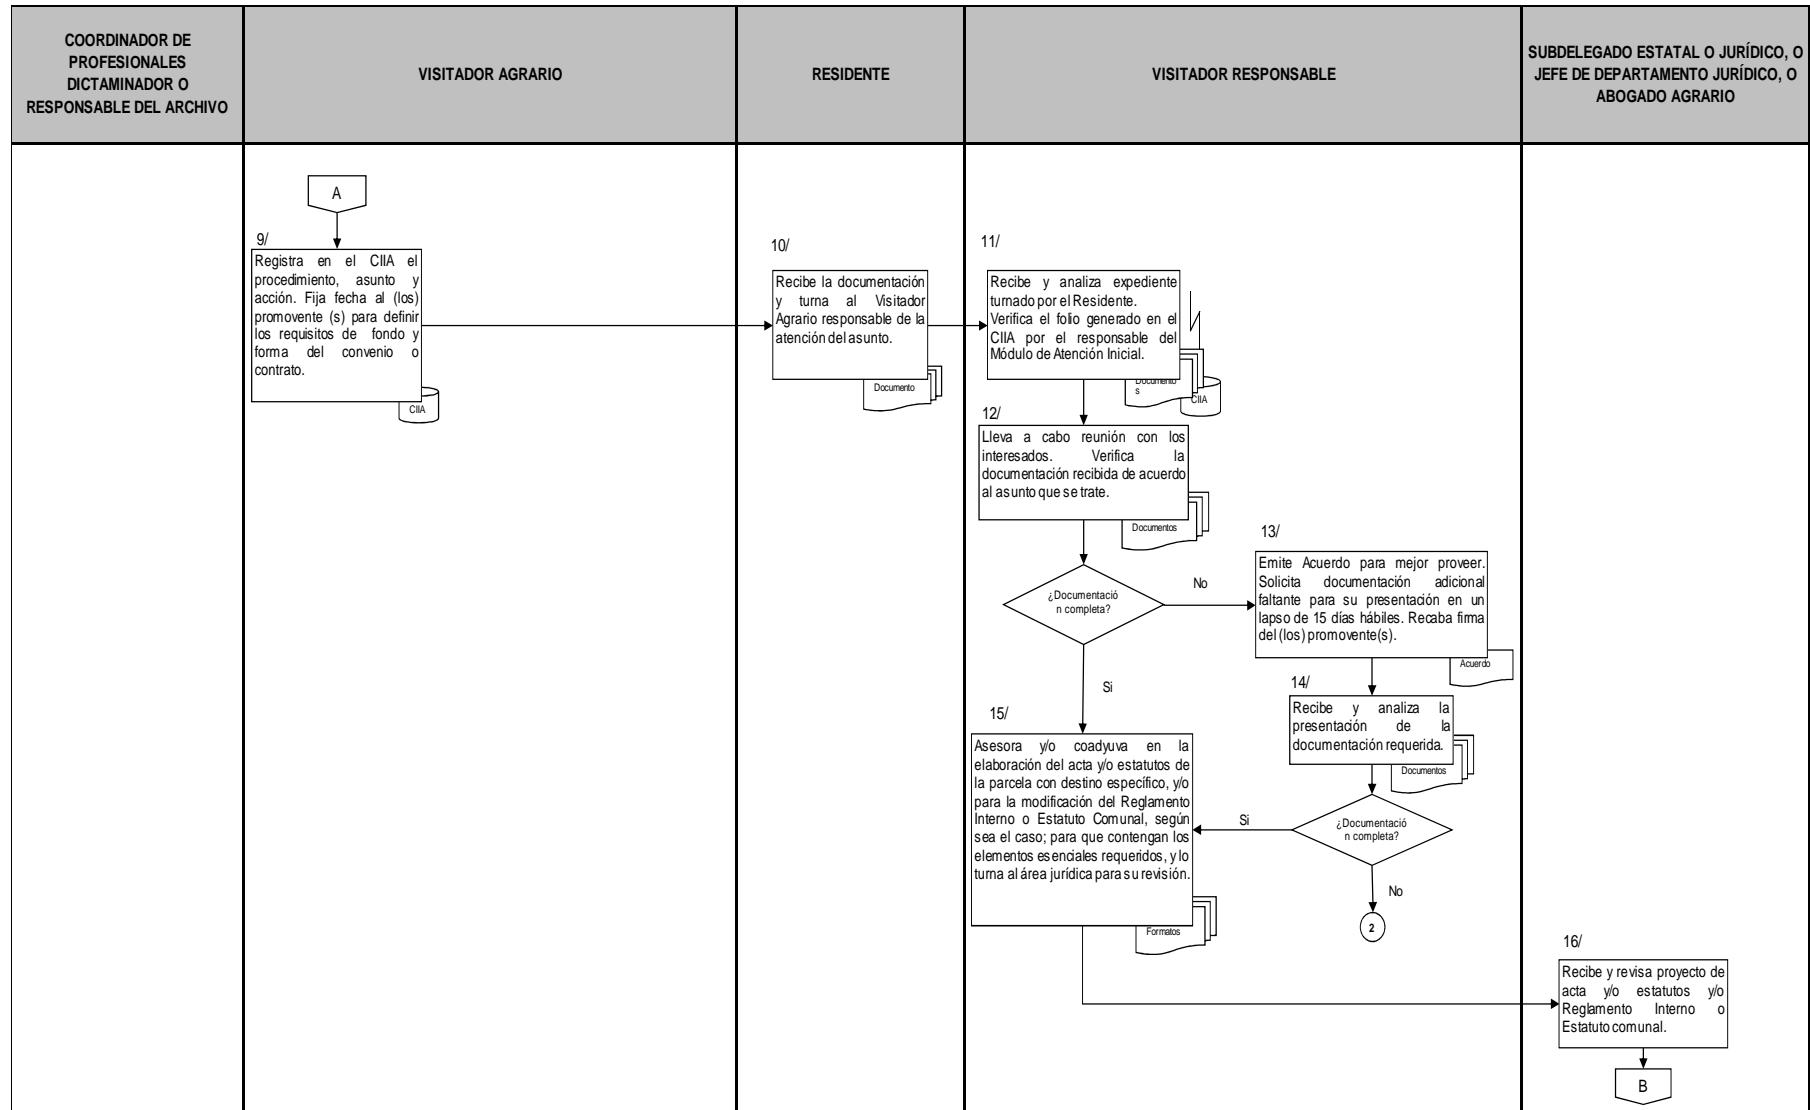 COORDINADOR DE
PROFESIONALES
DICTAMINADOR O
RESPONSABLE DEL ARCHIVO
VISITADOR AGRARIO
RESIDENTE
VISITADOR RESPONSABLE
SUBDELEGADO ESTATAL O JURÍDICO, O
JEFE DE DEPARTAMENTO JURÍDICO, O
ABOGADO AGRARIO
A
9/
Registra en el CIIA el
procedimiento, asunto y
acción. Fija fecha al (los)
promovente (s) para definir
los requisitos de fondo y
forma del convenio o
contrato.
CIIA
10/
Recibe la documentación
y turna al Visitador
Agrario responsable de la
atención del asunto.
Documento
11/
Recibe y analiza expediente
turnado por el Residente.
Verifica el folio generado en el
CIIA por el responsable del
Módulo de Atención Inicial.
Documento
s
CIIA
12/
Lleva a cabo reunión con los
interesados. Verifica la
documentación recibida de acuerdo
al asunto que se trate.
Documentos
¿Documentació
n completa?
No
Si
13/
Emite Acuerdo para mejor proveer.
Solicita documentación adicional
faltante para su presentación en un
lapso de 15 días hábiles. Recaba firma
del (los) promovente(s).
Acuerdo
14/
Recibe y analiza la
presentación de la
documentación requerida.
Documentos
¿Documentació
n completa?
Si
No
2
15/
Asesora y/o coadyuva en la
elaboración del acta y/o estatutos de
la parcela con destino específico, y/o
para la modificación del Reglamento
Interno o Estatuto Comunal, según
sea el caso; para que contengan los
elementos esenciales requeridos, y lo
turna al área jurídica para su revisión.
Formatos
16/
Recibe y revisa proyecto de
acta y/o estatutos y/o
Reglamento Interno o
Estatuto comunal.
B